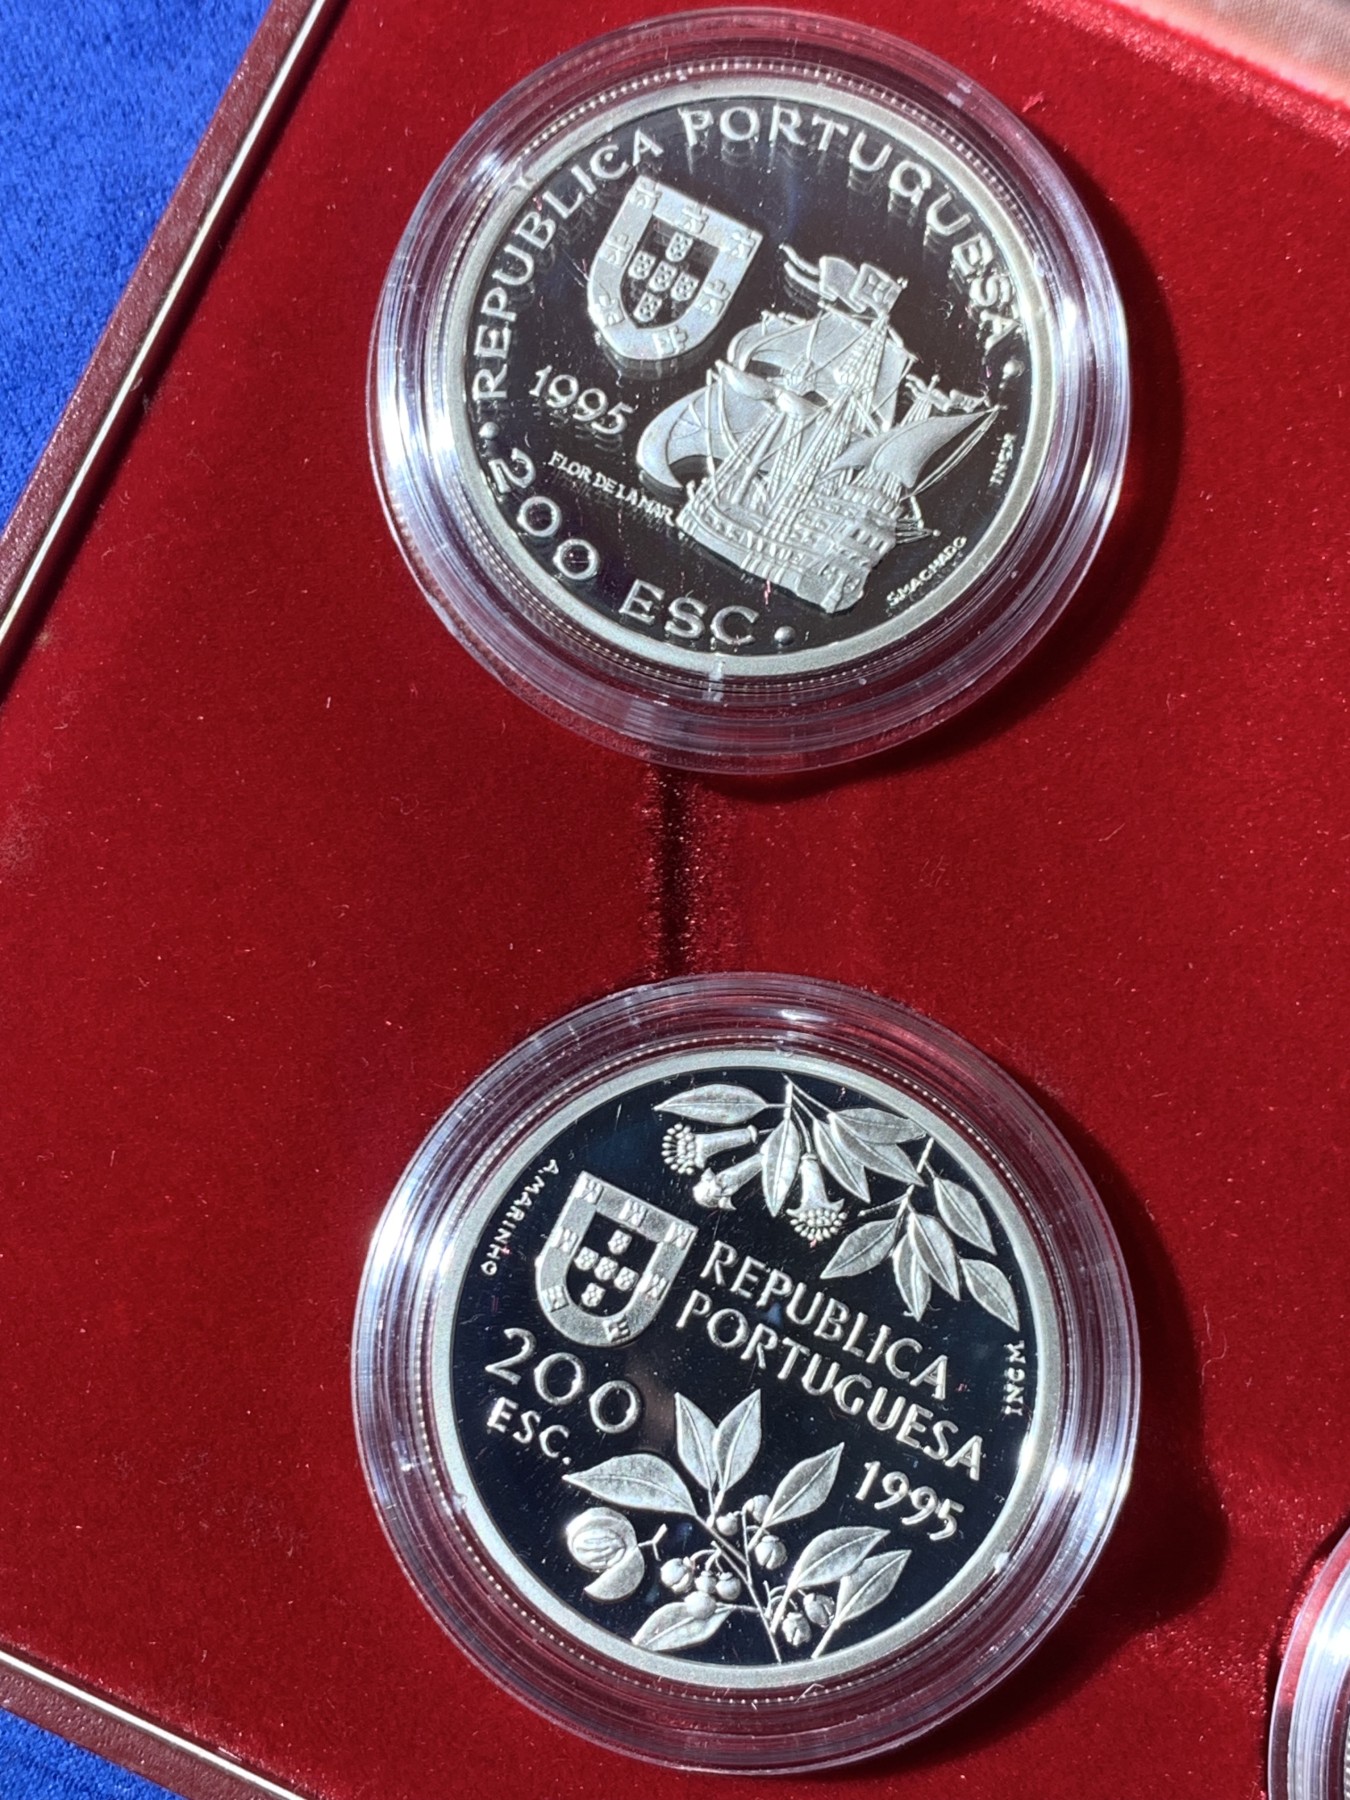 REPUBLICA PORTUGUESA
1995
FLOR DE LA MAR
200 ESC
INCM
S.MACHADO
A.MARINHO
REPUBLICA
PORTUGUESA
200
ESC.
1995
INCM